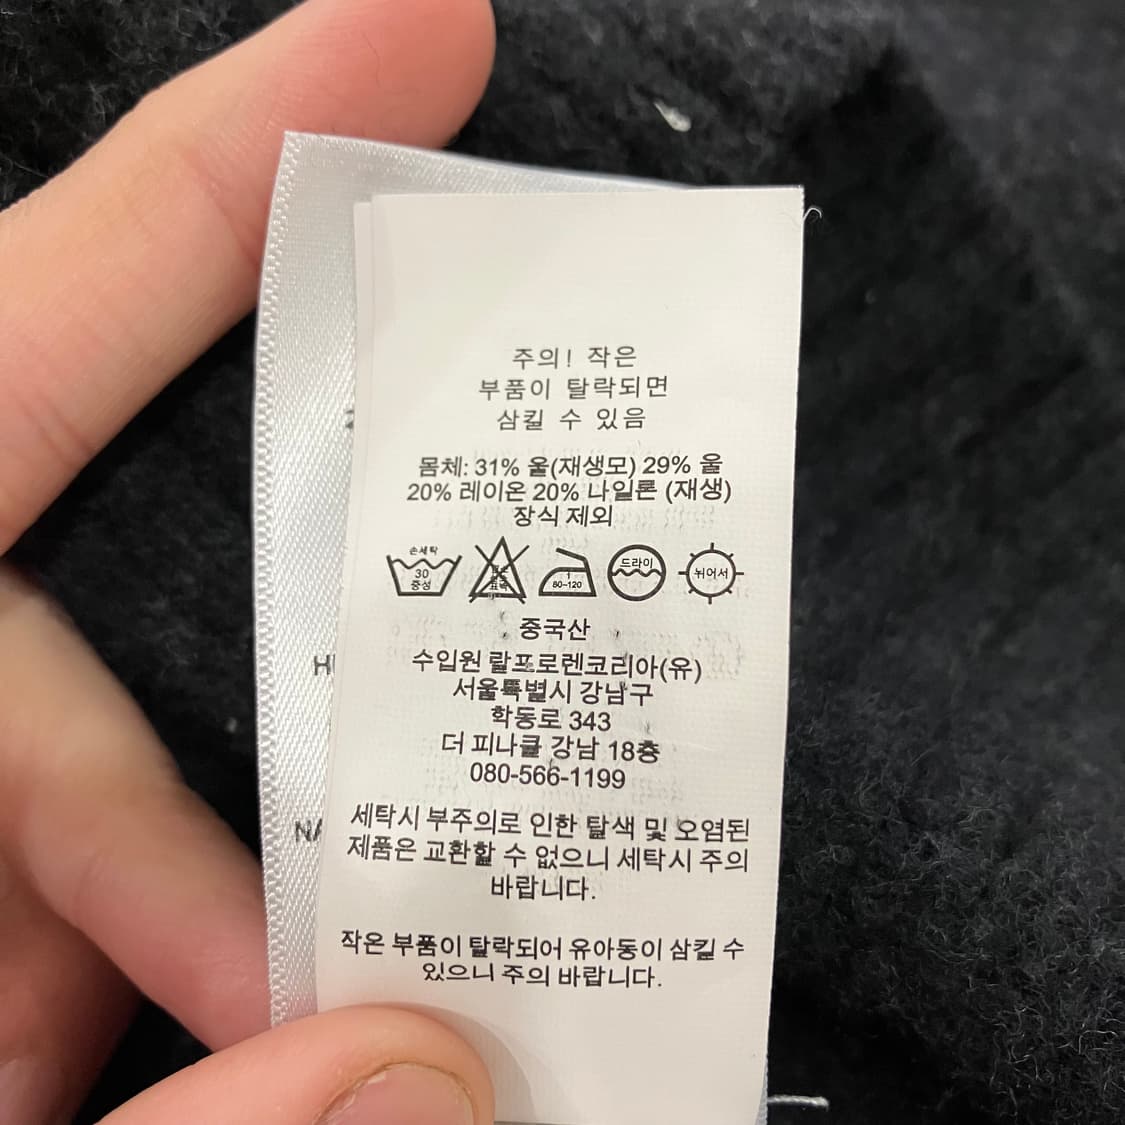 주의! 작은
부품이 탈락되면
삼킬 수 있음
몸체: 31% 울(재생모) 29% 울
20% 레이온 20% 나일론 (재생)
장식 제외
손세탁 30 중성
1 80~120
드라이
뉘어서
중국산
수입원 랄프로렌코리아(유)
서울특별시 강남구
학동로 343
더 피나클 강남 18층
080-566-1199
세탁시 부주의로 인한 탈색 및 오염된
제품은 교환할 수 없으니 세탁시 주의
바랍니다.
작은 부품이 탈락되어 유아동이 삼킬 수
있으니 주의 바랍니다.